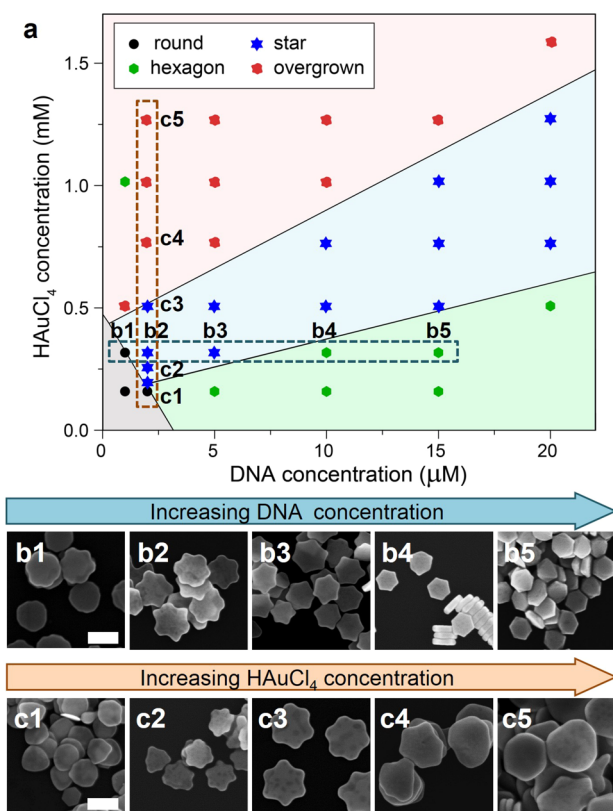 a
round
star
hexagon
overgrown
HAuCl₄ concentration (mM)
1.5
1.0
0.5
0.0
c5
c4
c3
b1 b2 b3 b4 b5
c2
c1
0 5 10 15 20
DNA concentration (μM)
Increasing DNA concentration
b1 b2 b3 b4 b5
Increasing HAuCl₄ concentration
c1 c2 c3 c4 c5